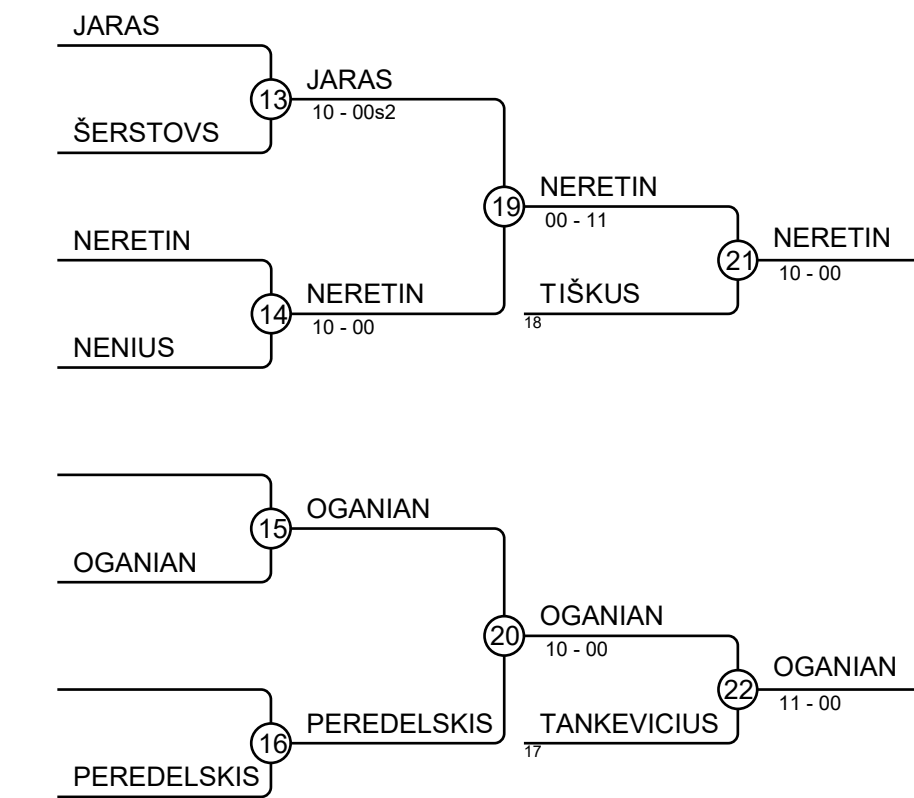 JARAS
JARAS
13
10 - 00s2
ŠERSTOVS
NERETIN
19
00 - 11
NERETIN
NERETIN
21
10 - 00
NERETIN
TIŠKUS
14
10 - 00
18
NENIUS
OGANIAN
15
OGANIAN
OGANIAN
20
10 - 00
OGANIAN
22
11 - 00
PEREDELSKIS
TANKEVICIUS
16
17
PEREDELSKIS